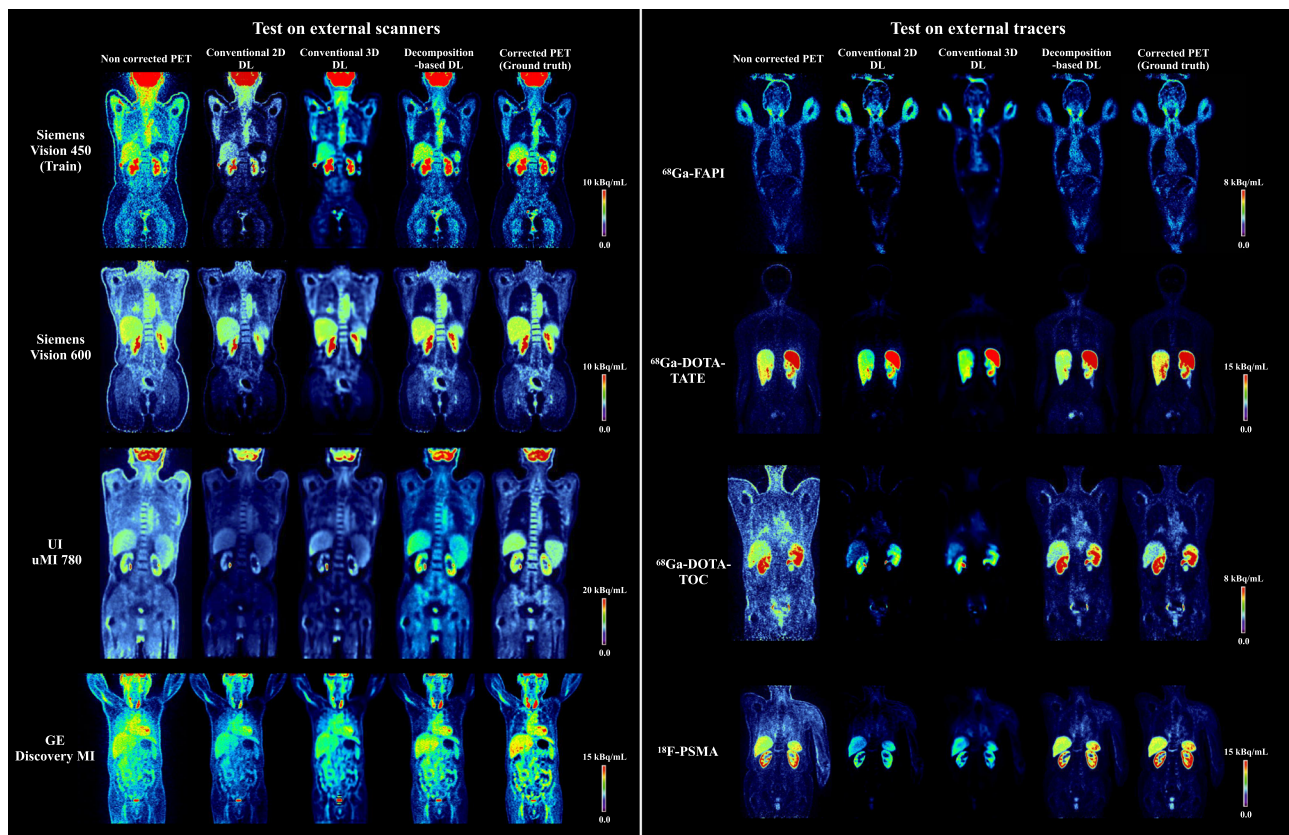 Test on external scanners
Non corrected PET
Conventional 2D
DL
Conventional 3D
DL
Decomposition
-based DL
Corrected PET
(Ground truth)
Siemens
Vision 450
(Train)
10 kBq/mL
0.0
Siemens
Vision 600
10 kBq/mL
0.0
UI
uMI 780
20 kBq/mL
0.0
GE
Discovery MI
15 kBq/mL
0.0
Test on external tracers
Non corrected PET
Conventional 2D
DL
Conventional 3D
DL
Decomposition-based
DL
Corrected PET
(Ground truth)
⁶⁸Ga-FAPI
8 kBq/mL
0.0
⁶⁸Ga-DOTA-
TATE
15 kBq/mL
0.0
⁶⁸Ga-DOTA-
TOC
8 kBq/mL
0.0
¹⁸F-PSMA
15 kBq/mL
0.0